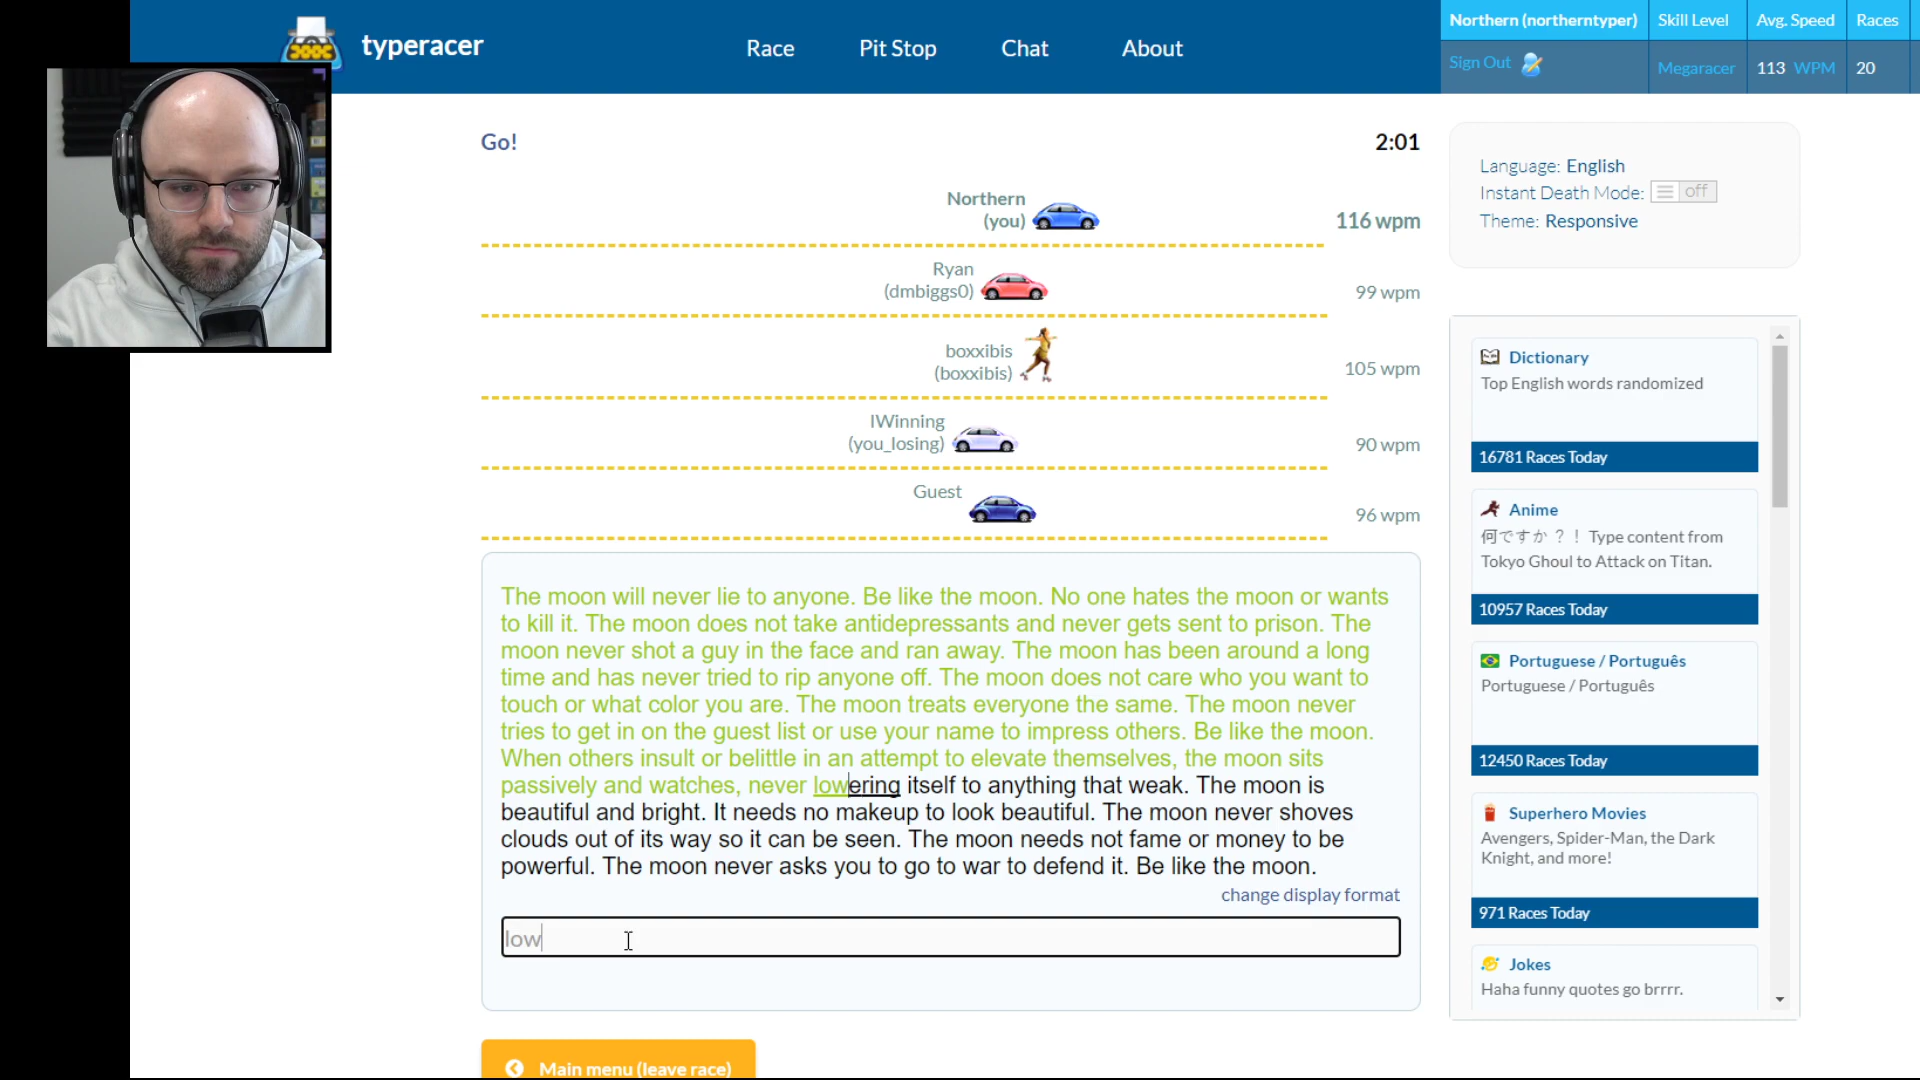 typeracer
Race
Pit Stop
Chat
About
Northern (northerntyper)
Skill Level
Avg. Speed
Races
Sign Out
Megaracer
113 WPM
20
Go!
2:01
Northern
(you)
116 wpm
Ryan
(dmbiggs0)
99 wpm
boxxibis
(boxxibis)
105 wpm
IWinning
(you_losing)
90 wpm
Guest
96 wpm
The moon will never lie to anyone. Be like the moon. No one hates the moon or wants
to kill it. The moon does not take antidepressants and never gets sent to prison. The
moon never shot a guy in the face and ran away. The moon has been around a long
time and has never tried to rip anyone off. The moon does not care who you want to
touch or what color you are. The moon treats everyone the same. The moon never
tries to get in on the guest list or use your name to impress others. Be like the moon.
When others insult or belittle in an attempt to elevate themselves, the moon sits
passively and watches, never lowering itself to anything that weak. The moon is
beautiful and bright. It needs no makeup to look beautiful. The moon never shoves
clouds out of its way so it can be seen. The moon needs not fame or money to be
powerful. The moon never asks you to go to war to defend it. Be like the moon.
change display format
low
Main menu (leave race)
Language: English
Instant Death Mode: off
Theme: Responsive
Dictionary
Top English words randomized
16781 Races Today
Anime
何ですか？！ Type content from
Tokyo Ghoul to Attack on Titan.
10957 Races Today
Portuguese / Português
Portuguese / Português
12450 Races Today
Superhero Movies
Avengers, Spider-Man, the Dark
Knight, and more!
971 Races Today
Jokes
Haha funny quotes go brrrr.